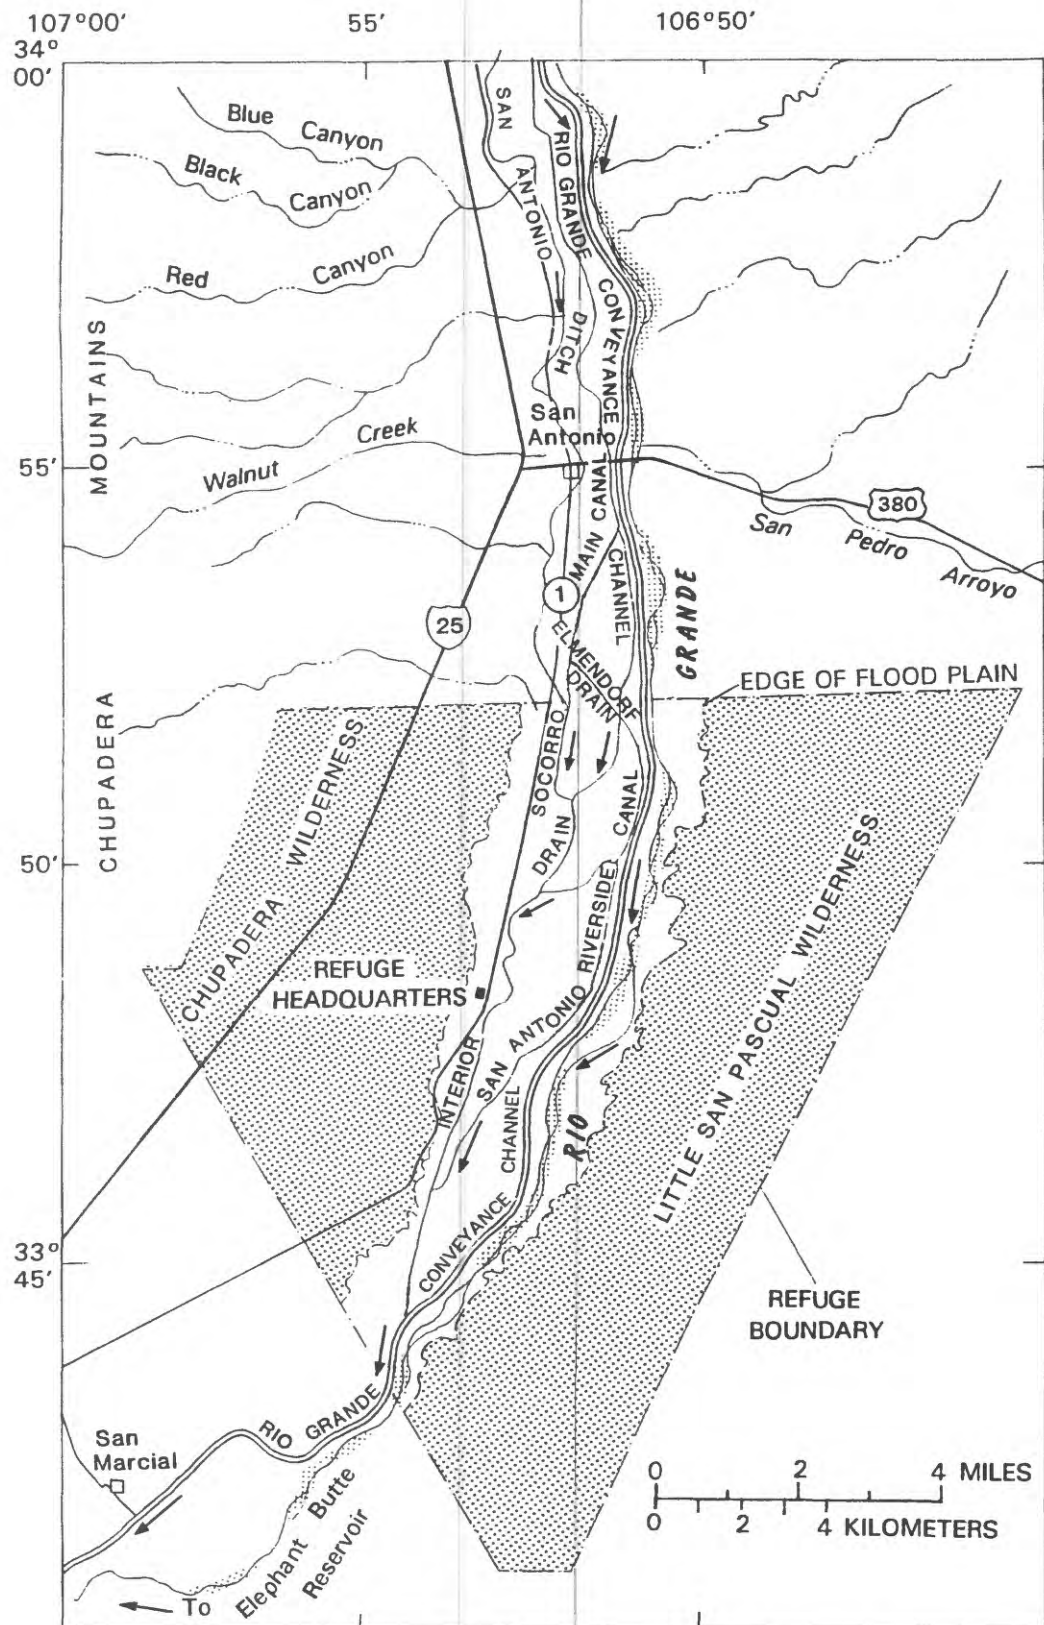 107°00'
55'
106°50'
34°
00'
Blue Canyon
Black Canyon
Red Canyon
SAN ANTONIO DITCH
RIO GRANDE CONVEYANCE CHANNEL
MOUNTAINS
San
Antonio
Walnut Creek
55'
MAIN CANAL
380
San Pedro Arroyo
1
25
GRANDE
ELMENDORF
DRAIN
EDGE OF FLOOD PLAIN
CHUPADERA
CHUPADERA WILDERNESS
SOCORRO
50'
DRAIN
CANAL
SAN ANTONIO RIVERSIDE
REFUGE
HEADQUARTERS
INTERIOR
LITTLE SAN PASCUAL WILDERNESS
RIO
CHANNEL
CONVEYANCE
33°
45'
REFUGE
BOUNDARY
RIO GRANDE
San
Marcial
0 2 4 MILES
0 2 4 KILOMETERS
To
Elephant Butte
Reservoir